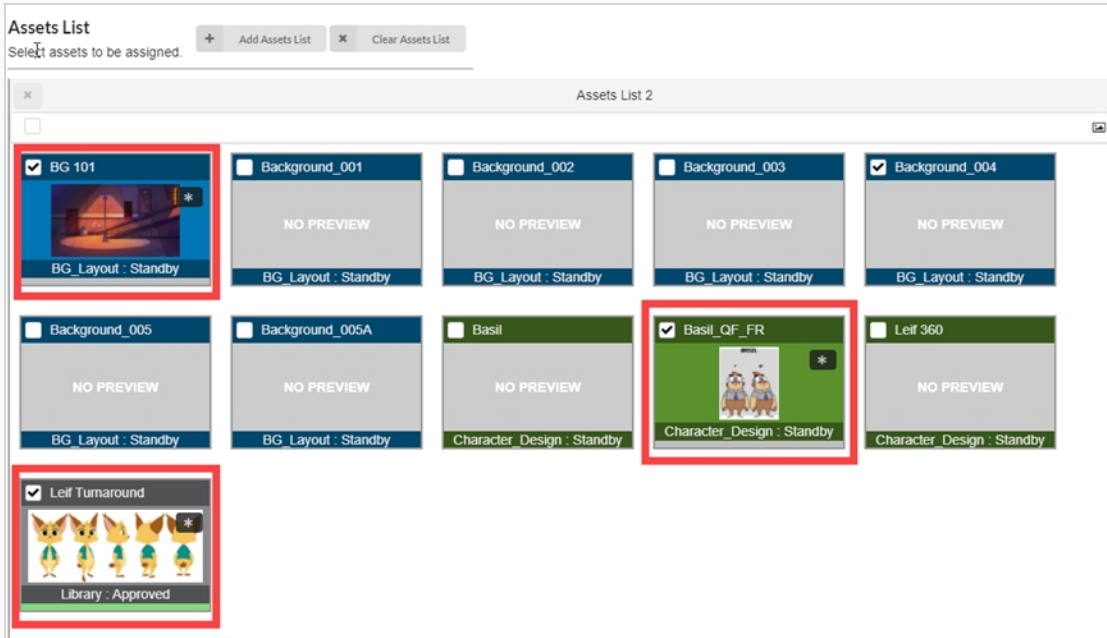 Assets List
Select assets to be assigned.
Add Assets List
Clear Assets List
Assets List 2
BG 101
BG_Layout : Standby
Background_001
NO PREVIEW
BG_Layout : Standby
Background_002
NO PREVIEW
BG_Layout : Standby
Background_003
NO PREVIEW
BG_Layout : Standby
Background_004
NO PREVIEW
BG_Layout : Standby
Background_005
NO PREVIEW
BG_Layout : Standby
Background_005A
NO PREVIEW
BG_Layout : Standby
Basil
NO PREVIEW
Character_Design : Standby
Basil_QF_FR
BASIL
Character_Design : Standby
Leif 360
NO PREVIEW
Character_Design : Standby
Leif Turnaround
Library : Approved